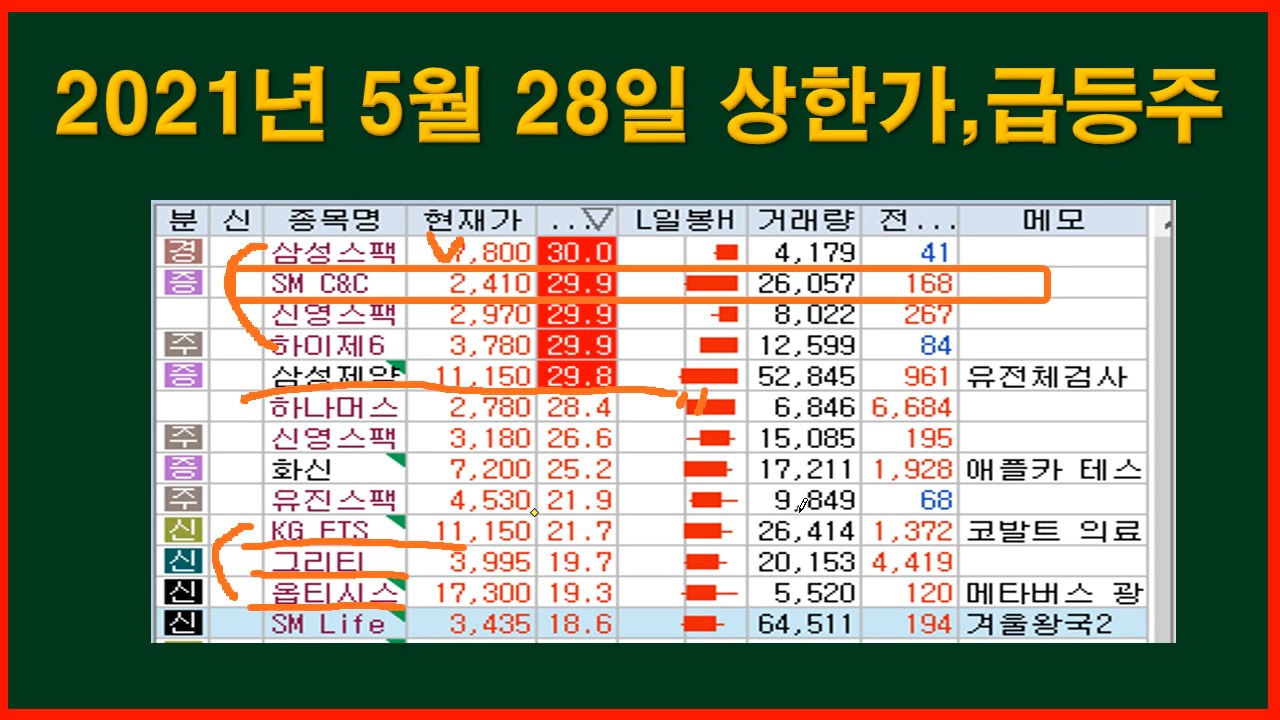 2021년 5월 28일 상한가,급등주
분 신 종목명 현재가 ...▽ L일봉H 거래량 전... 메모
경 삼성스팩 7,800 30.0 4,179 41
증 SM C&C 2,410 29.9 26,057 168
신영스팩 2,970 29.9 8,022 267
주 하이제6 3,780 29.9 12,599 84
증 삼성제약 11,150 29.8 52,845 961 유전체검사
하나머스 2,780 28.4 6,846 6,684
주 신영스팩 3,180 26.6 15,085 195
증 화신 7,200 25.2 17,211 1,928 애플카 테스
주 유진스팩 4,530 21.9 9,849 68
신 KG ETS 11,150 21.7 26,414 1,372 코발트 의료
신 그리티 3,995 19.7 20,153 4,419
신 옵티시스 17,300 19.3 5,520 120 메타버스 광
신 SM Life 3,435 18.6 64,511 194 겨울왕국2